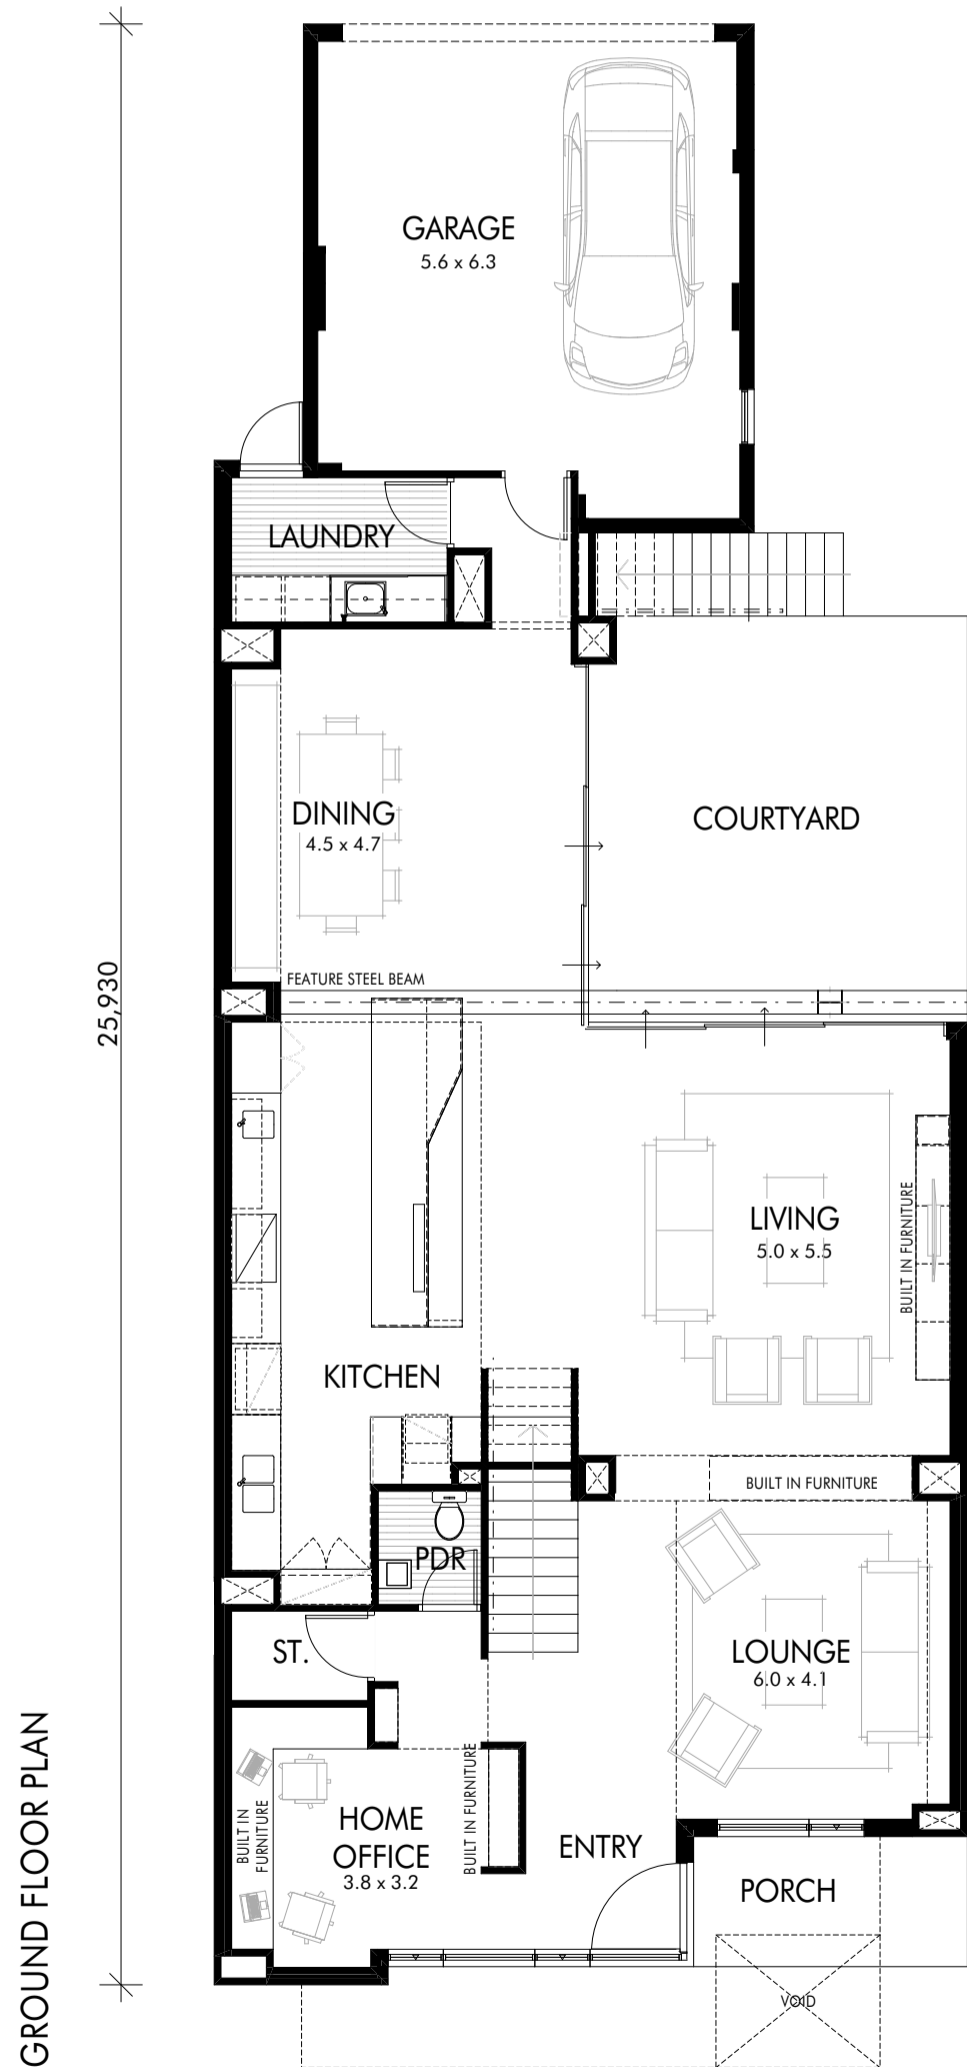 GARAGE
5.6 x 6.3
LAUNDRY
DINING
4.5 x 4.7
COURTYARD
FEATURE STEEL BEAM
25,930
LIVING
5.0 x 5.5
BUILT IN FURNITURE
KITCHEN
BUILT IN FURNITURE
PDR
ST.
LOUNGE
6.0 x 4.1
BUILT IN
FURNITURE
HOME
OFFICE
3.8 x 3.2
BUILT IN FURNITURE
ENTRY
PORCH
VOID
GROUND FLOOR PLAN